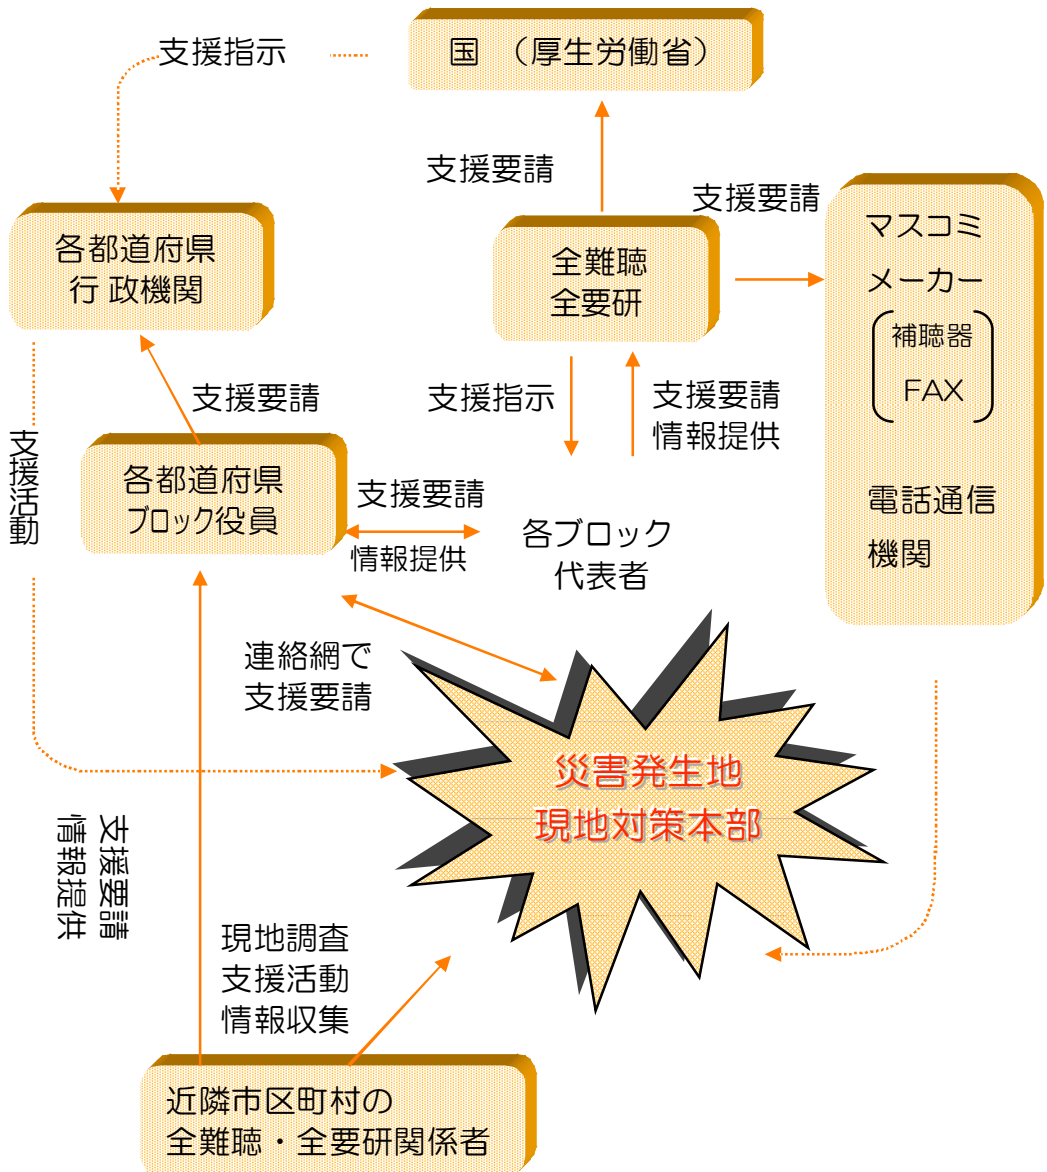 支援指示
国 （厚生労働省）
支援要請
支援要請
各都道府県
行 政機関
全難聴
全要研
マスコミ
メーカー
補聴器
FAX
電話通信
機関
支援要請
支援指示
支援要請
情報提供
支援活動
各都道府県
ブロック役員
支援要請
情報提供
各ブロック
代表者
連絡網で
支援要請
災害発生地
現地対策本部
支援要請
情報提供
現地調査
支援活動
情報収集
近隣市区町村の
全難聴・全要研関係者